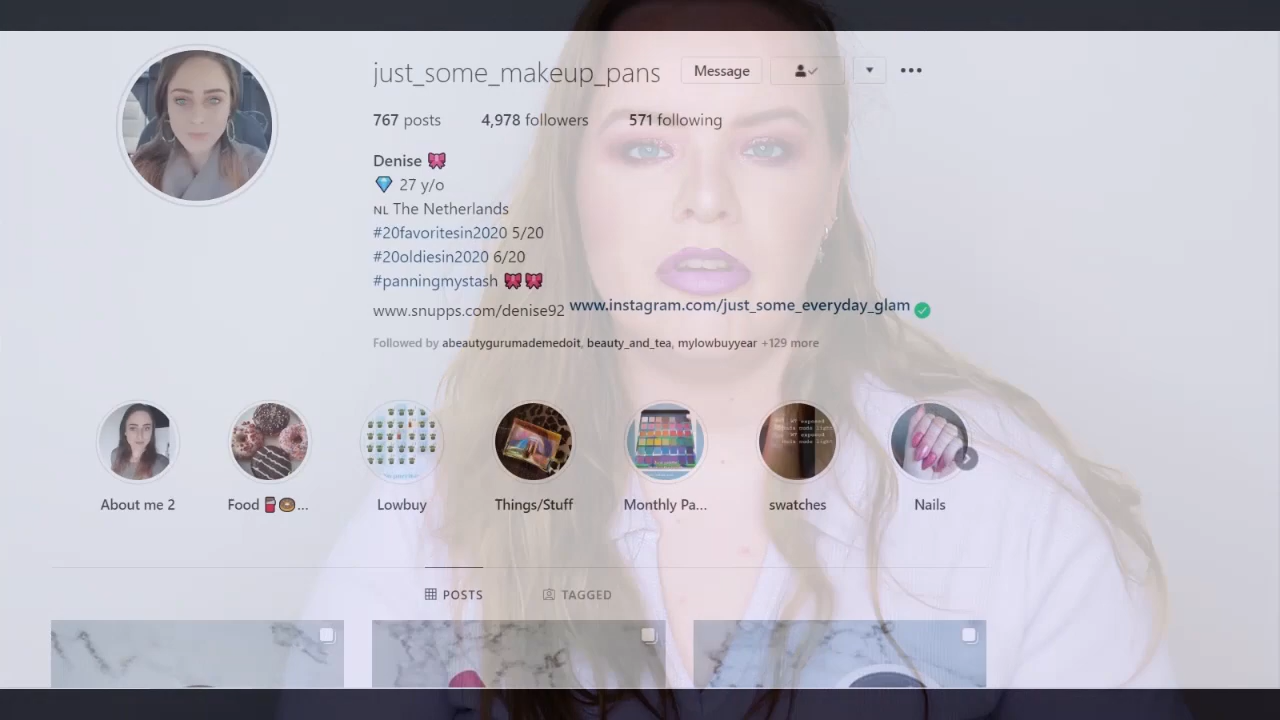 just_some_makeup_pans Message
767 posts 4,978 followers 571 following
Denise 🎀
💎 27 y/o
NL The Netherlands
#20favoritesin2020 5/20
#20oldiesin2020 6/20
#panningmystash 🎀🎀
www.snupps.com/denise92 www.instagram.com/just_some_everyday_glam
Followed by abeautygurumademedoit, beauty_and_tea, mylowbuyyear +129 more
About me 2 Food 🥤🍩... Lowbuy Things/Stuff Monthly Pa... swatches Nails
POSTS TAGGED